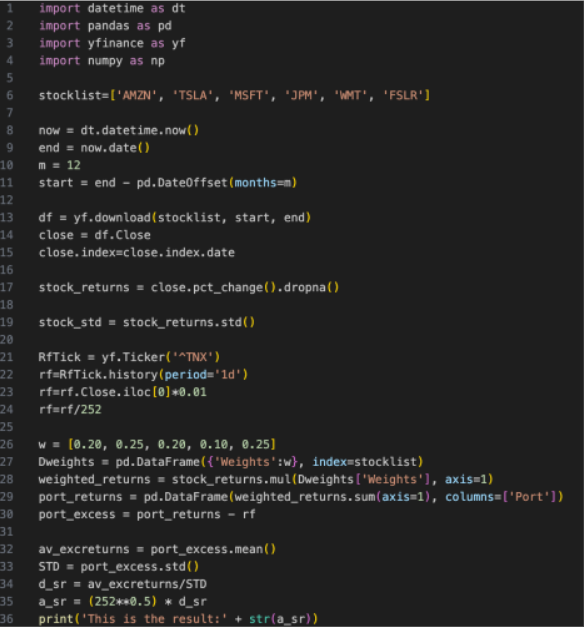 1 import datetime as dt
2 import pandas as pd
3 import yfinance as yf
4 import numpy as np
5
6 stocklist=['AMZN', 'TSLA', 'MSFT', 'JPM', 'WMT', 'FSLR']
7
8 now = dt.datetime.now()
9 end = now.date()
10 m = 12
11 start = end - pd.DateOffset(months=m)
12
13 df = yf.download(stocklist, start, end)
14 close = df.Close
15 close.index=close.index.date
16
17 stock_returns = close.pct_change().dropna()
18
19 stock_std = stock_returns.std()
20
21 RfTick = yf.Ticker('^TNX')
22 rf=RfTick.history(period='1d')
23 rf=rf.Close.iloc[0]*0.01
24 rf=rf/252
25
26 w = [0.20, 0.25, 0.20, 0.10, 0.25]
27 Dweights = pd.DataFrame({'Weights':w}, index=stocklist)
28 weighted_returns = stock_returns.mul(Dweights['Weights'], axis=1)
29 port_returns = pd.DataFrame(weighted_returns.sum(axis=1), columns=['Port'])
30 port_excess = port_returns - rf
31
32 av_excreturns = port_excess.mean()
33 STD = port_excess.std()
34 d_sr = av_excreturns/STD
35 a_sr = (252**0.5) * d_sr
36 print('This is the result:' + str(a_sr))